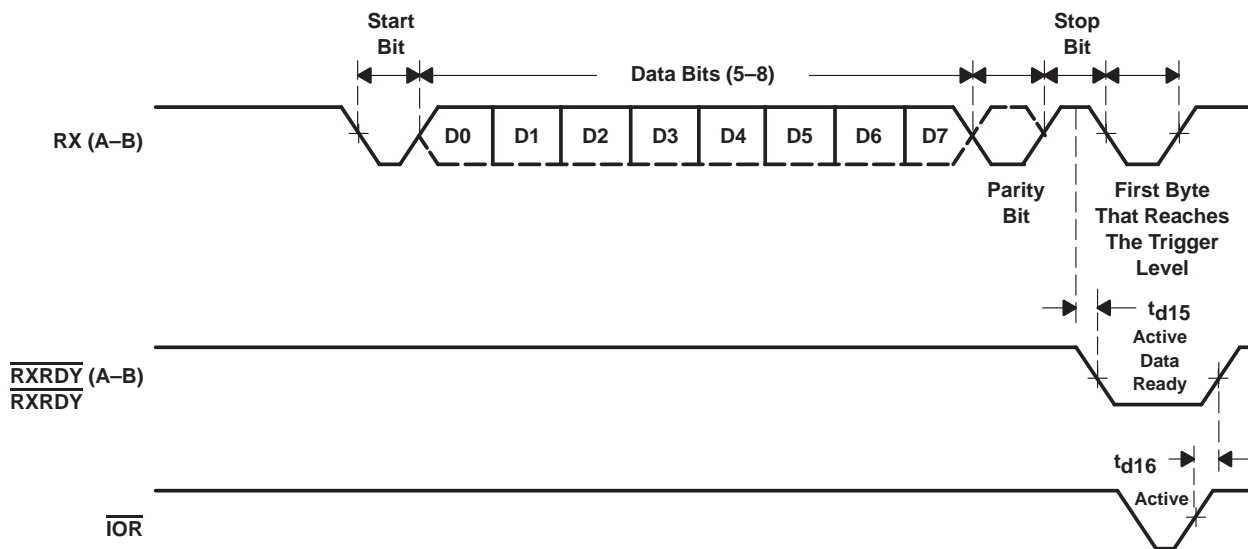 Start
Bit
Stop
Bit
Data Bits (5–8)
RX (A–B)
D0
D1
D2
D3
D4
D5
D6
D7
Parity
Bit
First Byte
That Reaches
The Trigger
Level
td15
Active
Data
Ready
RXRDY (A–B)
RXRDY
td16
Active
IOR